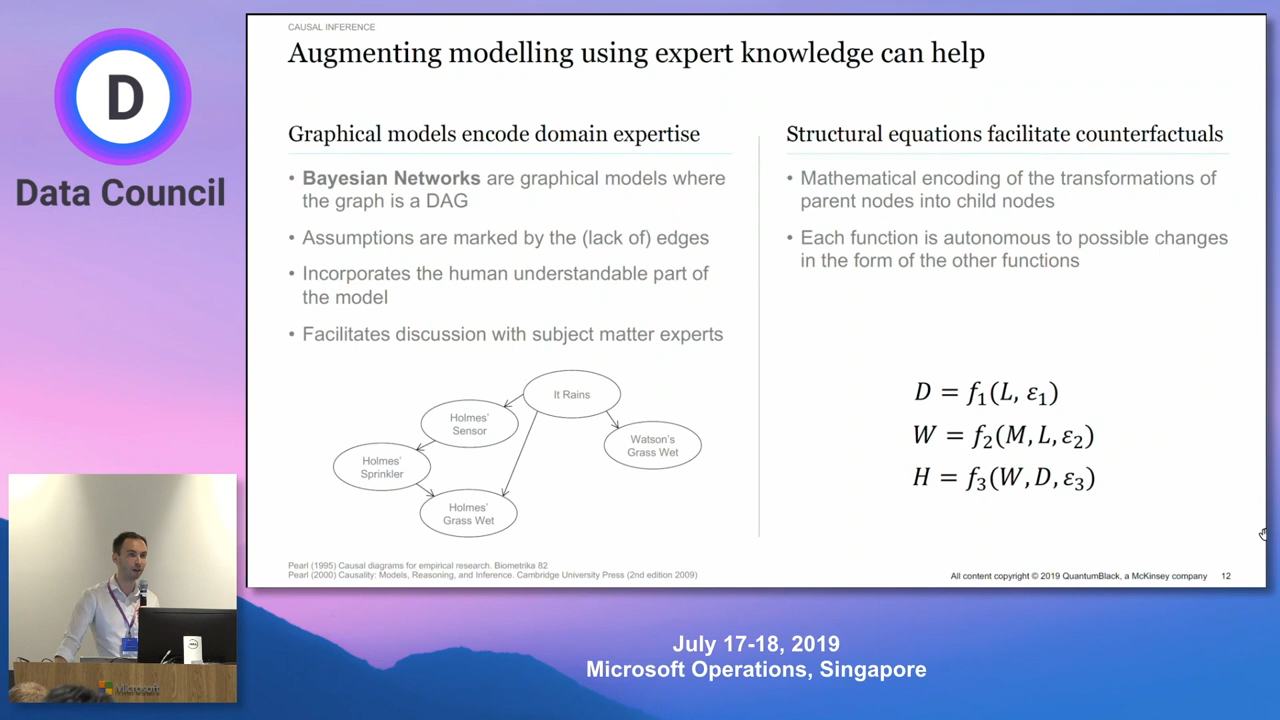 D
Data Council
CAUSAL INFERENCE
Augmenting modelling using expert knowledge can help
Graphical models encode domain expertise
• Bayesian Networks are graphical models where
the graph is a DAG
• Assumptions are marked by the (lack of) edges
• Incorporates the human understandable part of
the model
• Facilitates discussion with subject matter experts
It Rains
Holmes'
Sensor
Watson's
Grass Wet
Holmes'
Sprinkler
Holmes'
Grass Wet
Pearl (1995) Causal diagrams for empirical research. Biometrika 82
Pearl (2000) Causality: Models, Reasoning, and Inference. Cambridge University Press (2nd edition 2009)
Structural equations facilitate counterfactuals
• Mathematical encoding of the transformations of
parent nodes into child nodes
• Each function is autonomous to possible changes
in the form of the other functions
D = f₁(L, ε₁)
W = f₂(M, L, ε₂)
H = f₃(W, D, ε₃)
All content copyright © 2019 QuantumBlack, a McKinsey company 12
Microsoft
July 17-18, 2019
Microsoft Operations, Singapore